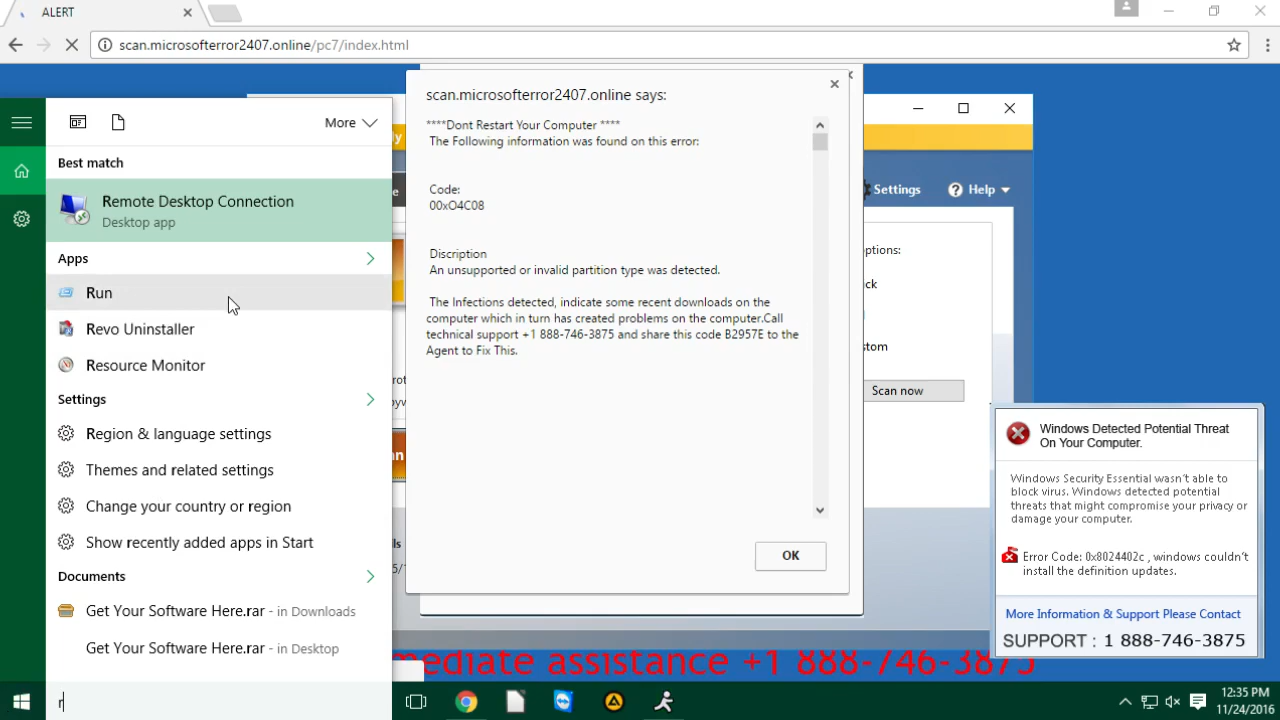 ALERT
scan.microsofterror2407.online/pc7/index.html
More
Best match
Remote Desktop Connection
Desktop app
Apps
Run
Revo Uninstaller
Resource Monitor
Settings
Region & language settings
Themes and related settings
Change your country or region
Show recently added apps in Start
Documents
Get Your Software Here.rar - in Downloads
Get Your Software Here.rar - in Desktop
r
scan.microsofterror2407.online says:
****Dont Restart Your Computer ****
The Following information was found on this error:
Code:
00xO4C08
Discription
An unsupported or invalid partition type was detected.
The Infections detected, indicate some recent downloads on the
computer which in turn has created problems on the computer.Call
technical support +1 888-746-3875 and share this code B2957E to the
Agent to Fix This.
OK
Settings
Help
ptions:
ck
stom
Scan now
Windows Detected Potential Threat
On Your Computer.
Windows Security Essential wasn't able to
block virus. Windows detected potential
threats that might compromise your privacy or
damage your computer.
Error Code: 0x8024402c , windows couldn't
install the definition updates.
More Information & Support Please Contact
SUPPORT : 1 888-746-3875
mediate assistance +1 888-746-3875
12:35 PM
11/24/2016